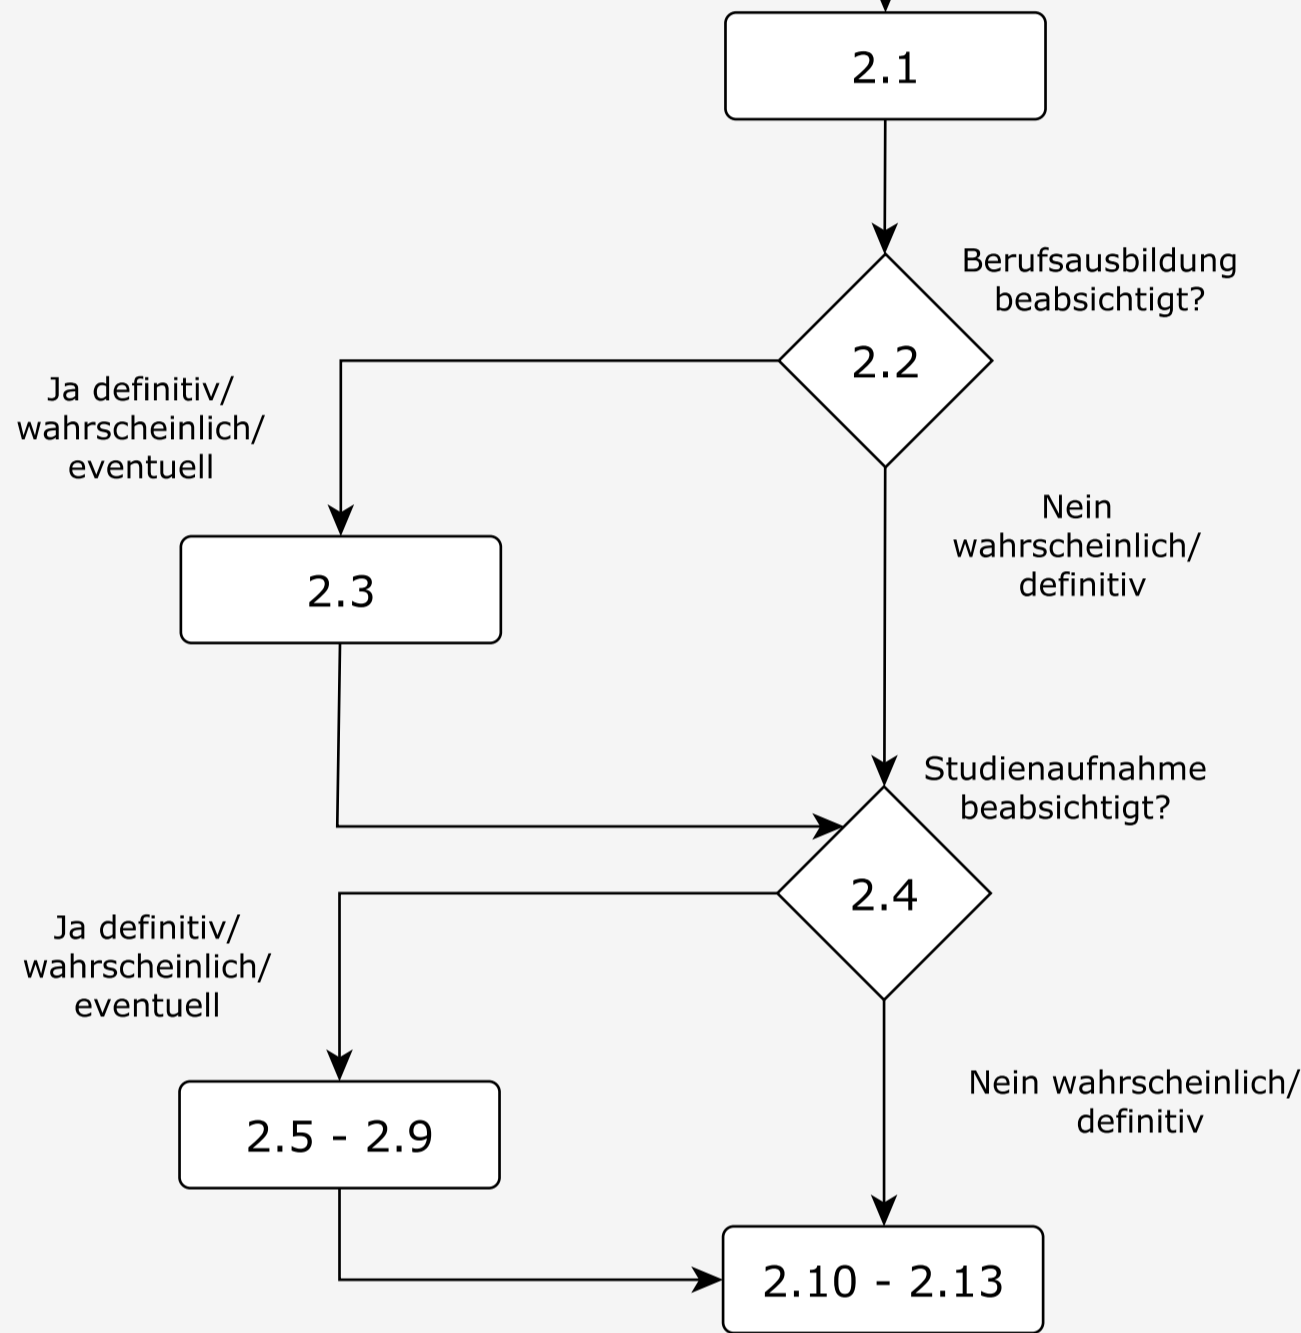 2.1
Berufsausbildung
beabsichtigt?
2.2
Ja definitiv/
wahrscheinlich/
eventuell
Nein
wahrscheinlich/
definitiv
2.3
Studienaufnahme
beabsichtigt?
2.4
Ja definitiv/
wahrscheinlich/
eventuell
Nein wahrscheinlich/
definitiv
2.5 - 2.9
2.10 - 2.13